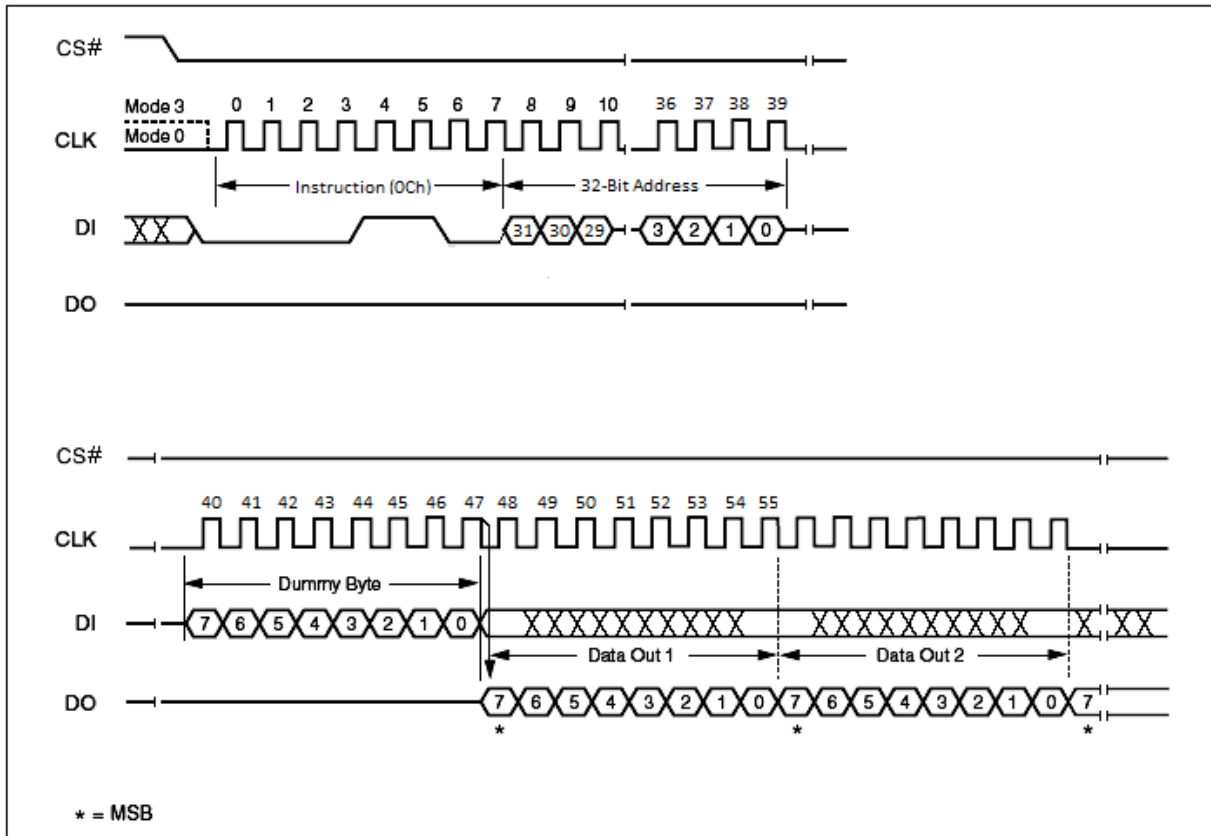 CS#
Mode 3 0 1 2 3 4 5 6 7 8 9 10 36 37 38 39
CLK Mode 0
Instruction (0Ch) 32-Bit Address
DI 31 30 29 3 2 1 0
DO
CS#
40 41 42 43 44 45 46 47 48 49 50 51 52 53 54 55
CLK
Dummy Byte
DI 7 6 5 4 3 2 1 0
Data Out 1 Data Out 2
DO 7 6 5 4 3 2 1 0 7 6 5 4 3 2 1 0 7
* * *
* = MSB